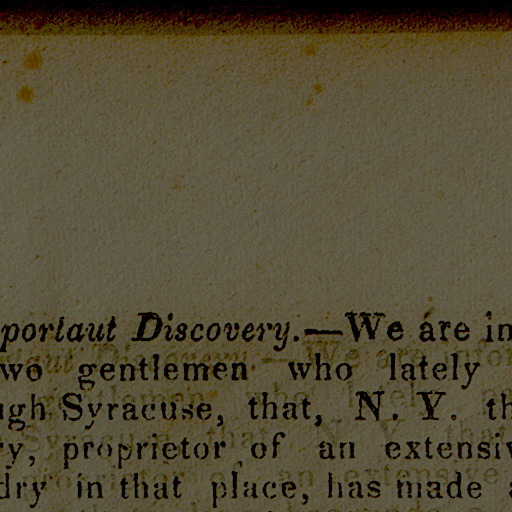 portaut Discovery.—We are in
wo gentlemen who lately
ugh Syracuse, that, N. Y. th
ry, proprietor of an extensiv
dry in that place, has made a